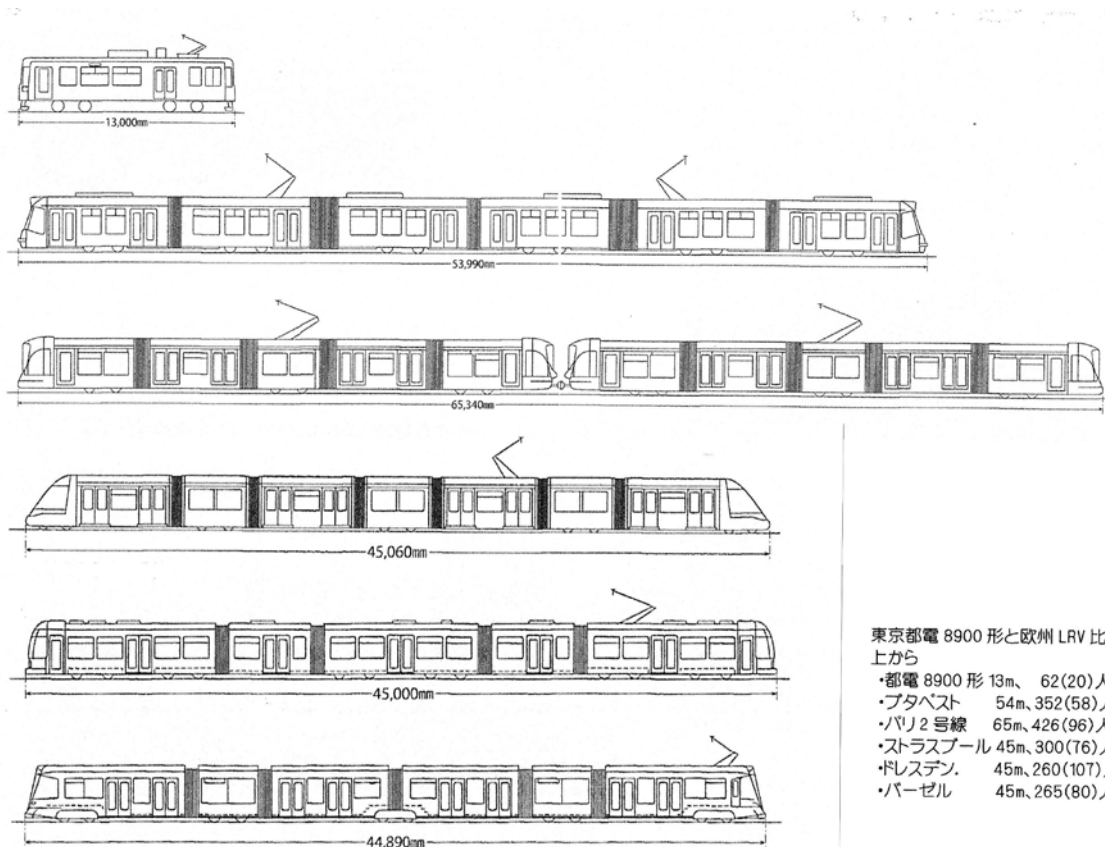 13,000mm
53,990mm
65,340mm
45,060mm
45,000mm
44,890mm
東京都電 8900 形と欧州 LRV 比
上から
・都電 8900 形 13m、 62(20)人
・ブタペスト 54m、352(58)人
・パリ2号線 65m、426(96)人
・ストラスブール 45m、300(76)人
・ドレスデン. 45m、260(107)人
・バーゼル 45m、265(80)人